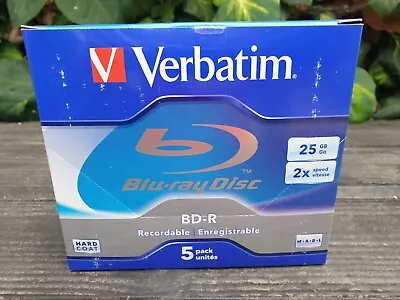 Verbatim
25 GB Go
2x speed vitesse
Blu-ray Disc
BD-R
Recordable Enregistrable
HARD COAT
5 pack unités
M·A·B·L